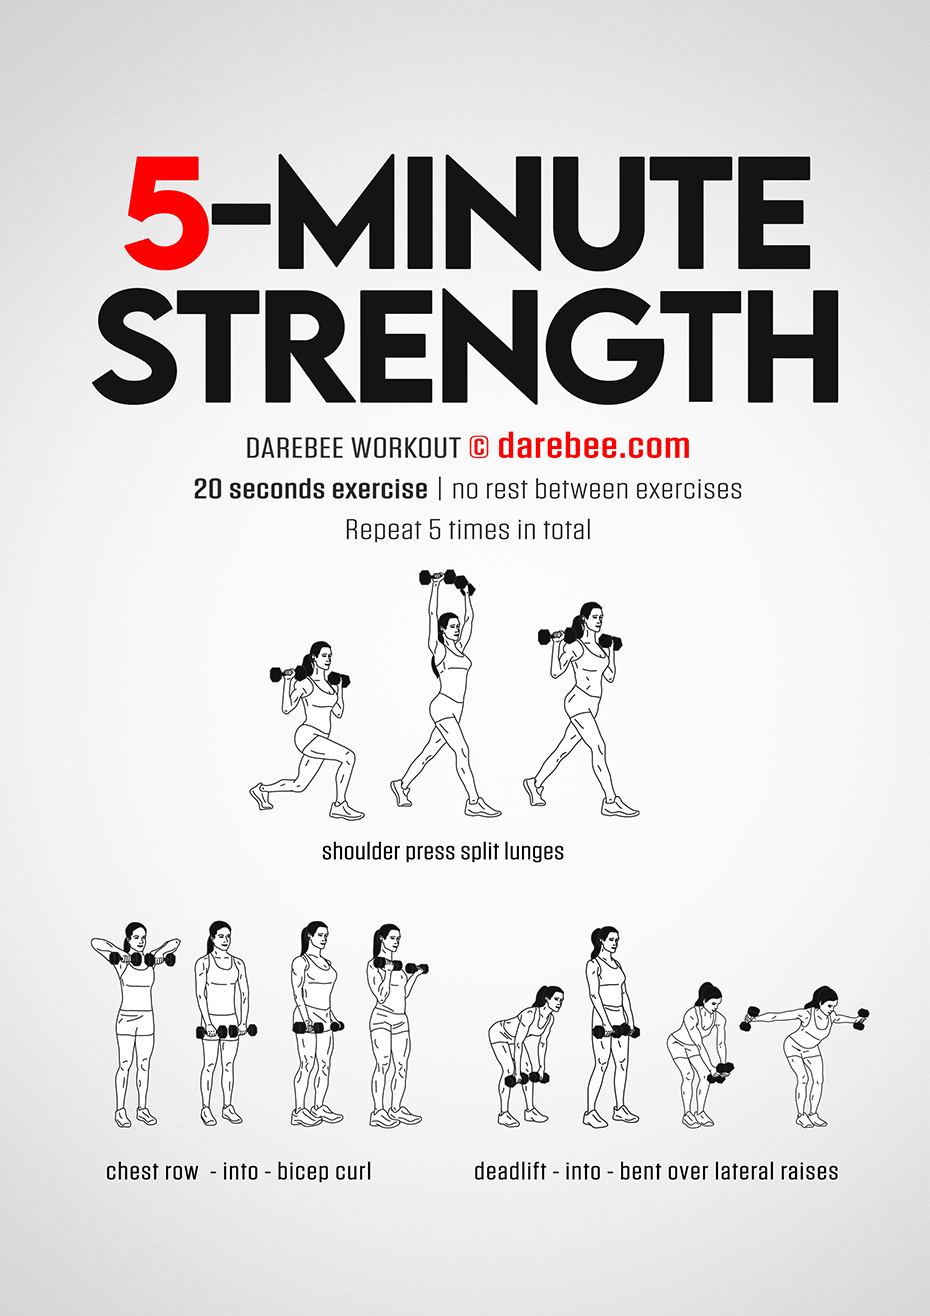 5-MINUTE
STRENGTH
DAREBEE WORKOUT © darebee.com
20 seconds exercise | no rest between exercises
Repeat 5 times in total
shoulder press split lunges
chest row - into - bicep curl
deadlift - into - bent over lateral raises